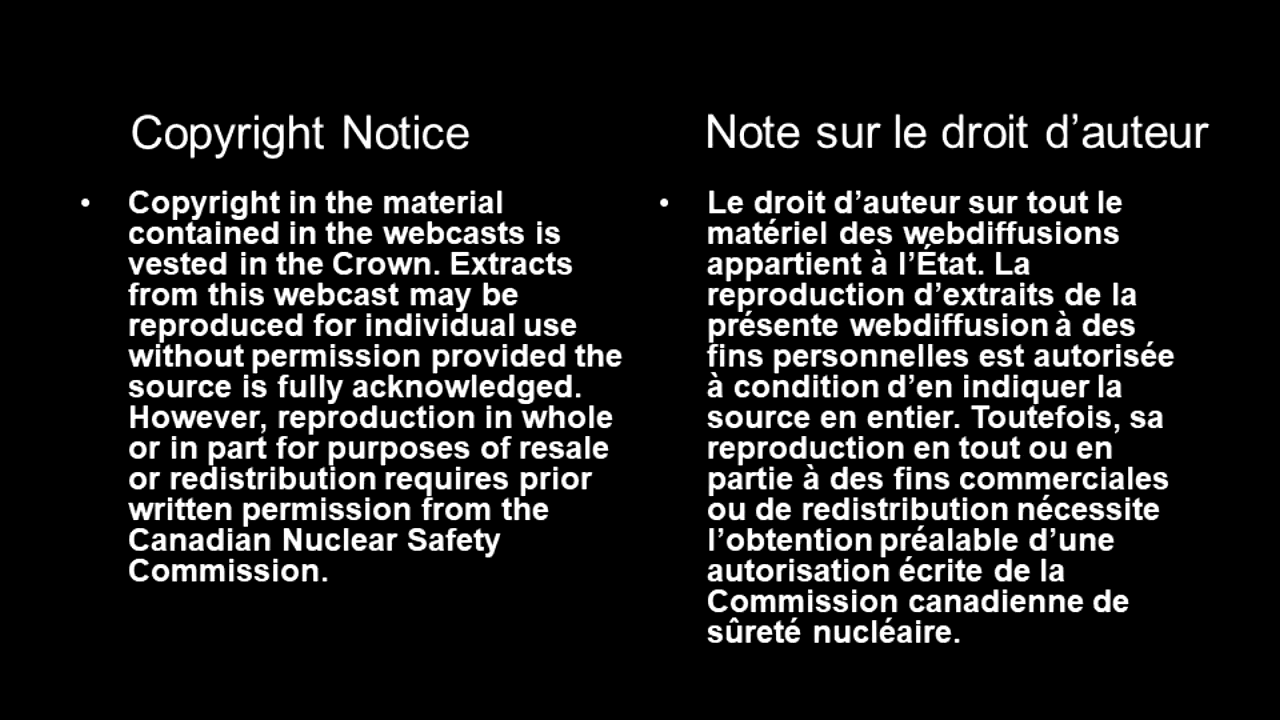 Copyright Notice
• Copyright in the material
contained in the webcasts is
vested in the Crown. Extracts
from this webcast may be
reproduced for individual use
without permission provided the
source is fully acknowledged.
However, reproduction in whole
or in part for purposes of resale
or redistribution requires prior
written permission from the
Canadian Nuclear Safety
Commission.
Note sur le droit d’auteur
• Le droit d’auteur sur tout le
matériel des webdiffusions
appartient à l’État. La
reproduction d’extraits de la
présente webdiffusion à des
fins personnelles est autorisée
à condition d’en indiquer la
source en entier. Toutefois, sa
reproduction en tout ou en
partie à des fins commerciales
ou de redistribution nécessite
l’obtention préalable d’une
autorisation écrite de la
Commission canadienne de
sûreté nucléaire.